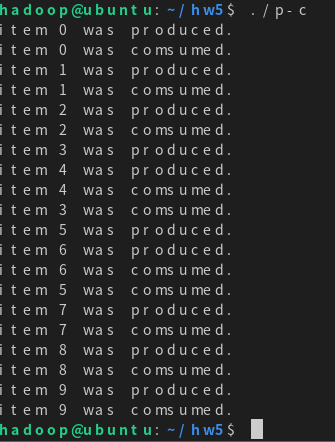 hadoop@ubuntu:~/hw5$ ./p-c
item 0 was produced.
item 0 was comsumed.
item 1 was produced.
item 1 was comsumed.
item 2 was produced.
item 2 was comsumed.
item 3 was produced.
item 4 was produced.
item 4 was comsumed.
item 3 was comsumed.
item 5 was produced.
item 6 was produced.
item 6 was comsumed.
item 5 was comsumed.
item 7 was produced.
item 7 was comsumed.
item 8 was produced.
item 8 was comsumed.
item 9 was produced.
item 9 was comsumed.
hadoop@ubuntu:~/hw5$